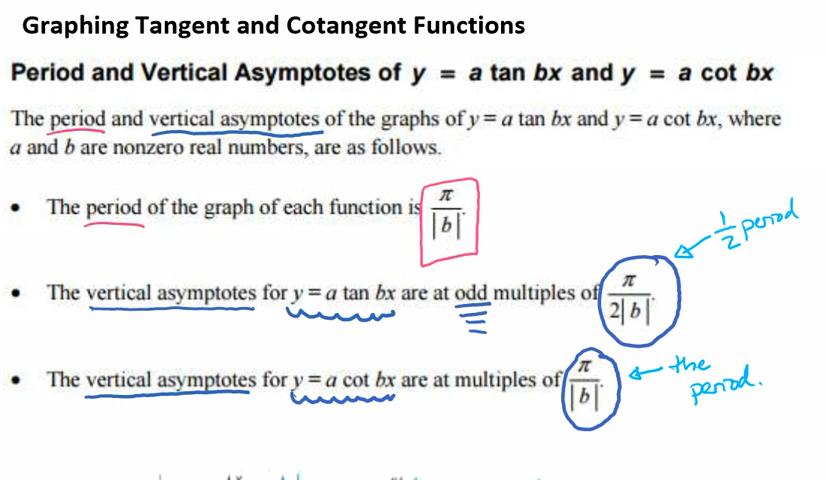 Graphing Tangent and Cotangent Functions
Period and Vertical Asymptotes of y = a tan bx and y = a cot bx
The period and vertical asymptotes of the graphs of y = a tan bx and y = a cot bx, where
a and b are nonzero real numbers, are as follows.
• The period of the graph of each function is π/|b|.
1/2 period
• The vertical asymptotes for y = a tan bx are at odd multiples of π/2|b|.
• The vertical asymptotes for y = a cot bx are at multiples of π/|b|.
the
period.